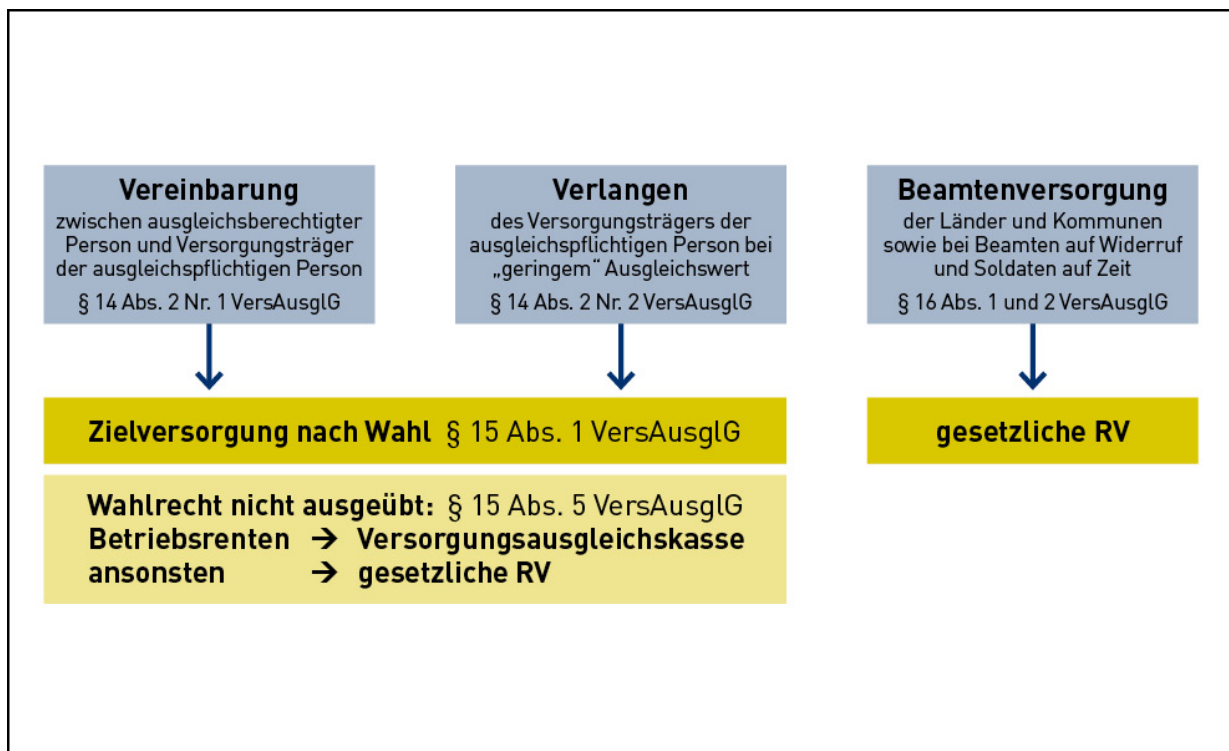 Vereinbarung
zwischen ausgleichsberechtigter
Person und Versorgungsträger
der ausgleichspflichtigen Person
§ 14 Abs. 2 Nr. 1 VersAusglG
Verlangen
des Versorgungsträgers der
ausgleichspflichtigen Person bei
„geringem“ Ausgleichswert
§ 14 Abs. 2 Nr. 2 VersAusglG
Beamtenversorgung
der Länder und Kommunen
sowie bei Beamten auf Widerruf
und Soldaten auf Zeit
§ 16 Abs. 1 und 2 VersAusglG
Zielversorgung nach Wahl § 15 Abs. 1 VersAusglG
gesetzliche RV
Wahlrecht nicht ausgeübt: § 15 Abs. 5 VersAusglG
Betriebsrenten → Versorgungsausgleichskasse
ansonsten → gesetzliche RV